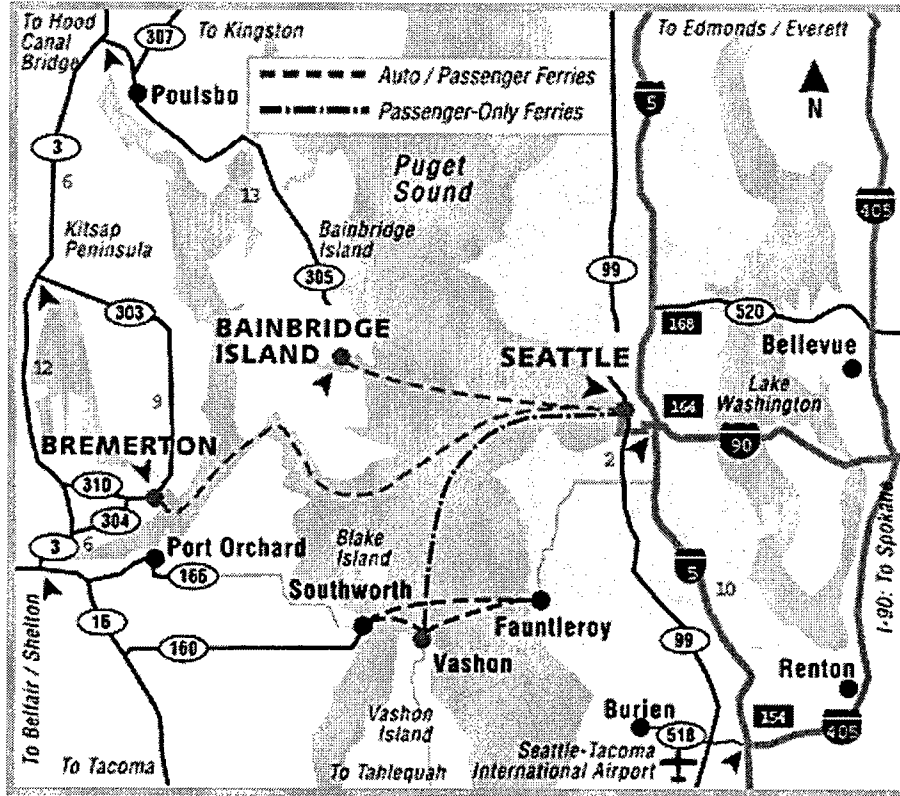 To Hood
Canal
Bridge
307
To Kingston
To Edmonds / Everett
Auto / Passenger Ferries
Passenger-Only Ferries
5
N
Poulsbo
3
6
13
Puget
Sound
405
Kitsap
Peninsula
Bainbridge
Island
305
99
303
BAINBRIDGE
ISLAND
SEATTLE
168
520
Bellevue
12
9
164
Lake
Washington
BREMERTON
2
90
310
304
3
6
Port Orchard
166
Blake
Island
Southworth
5
10
I-90: To Spokane
16
160
Fauntleroy
Vashon
99
Renton
To Belfair / Shelton
Vashon
Island
Burien
518
154
405
To Tacoma
To Tahlequah
Seattle-Tacoma
International Airport